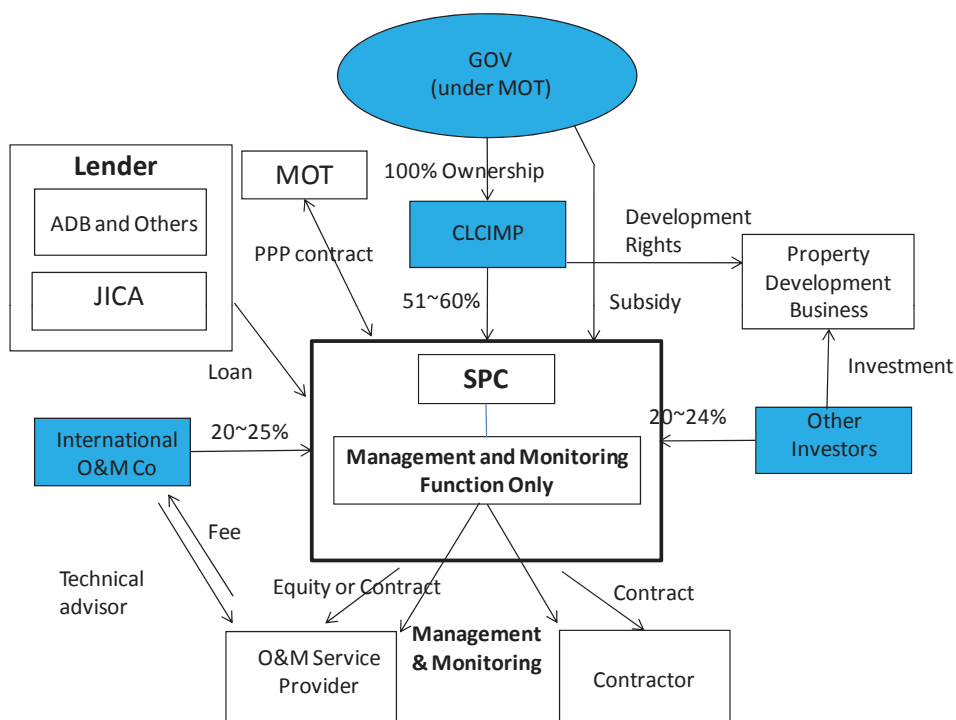 GOV
(under MOT)
Lender
ADB and Others
JICA
MOT
100% Ownership
CLCIMP
Development
Rights
Property
Development
Business
PPP contract
51~60%
Subsidy
Loan
SPC
Investment
20~25%
20~24%
International
O&M Co
Management and Monitoring
Function Only
Other
Investors
Fee
Technical
advisor
Equity or Contract
Contract
Management
& Monitoring
O&M Service
Provider
Contractor